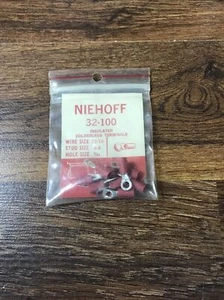 NIEHOFF
32-100
INSULATED
SOLDERLESS TERMINALS
WIRE SIZE
STUD SIZE
HOLE SIZE